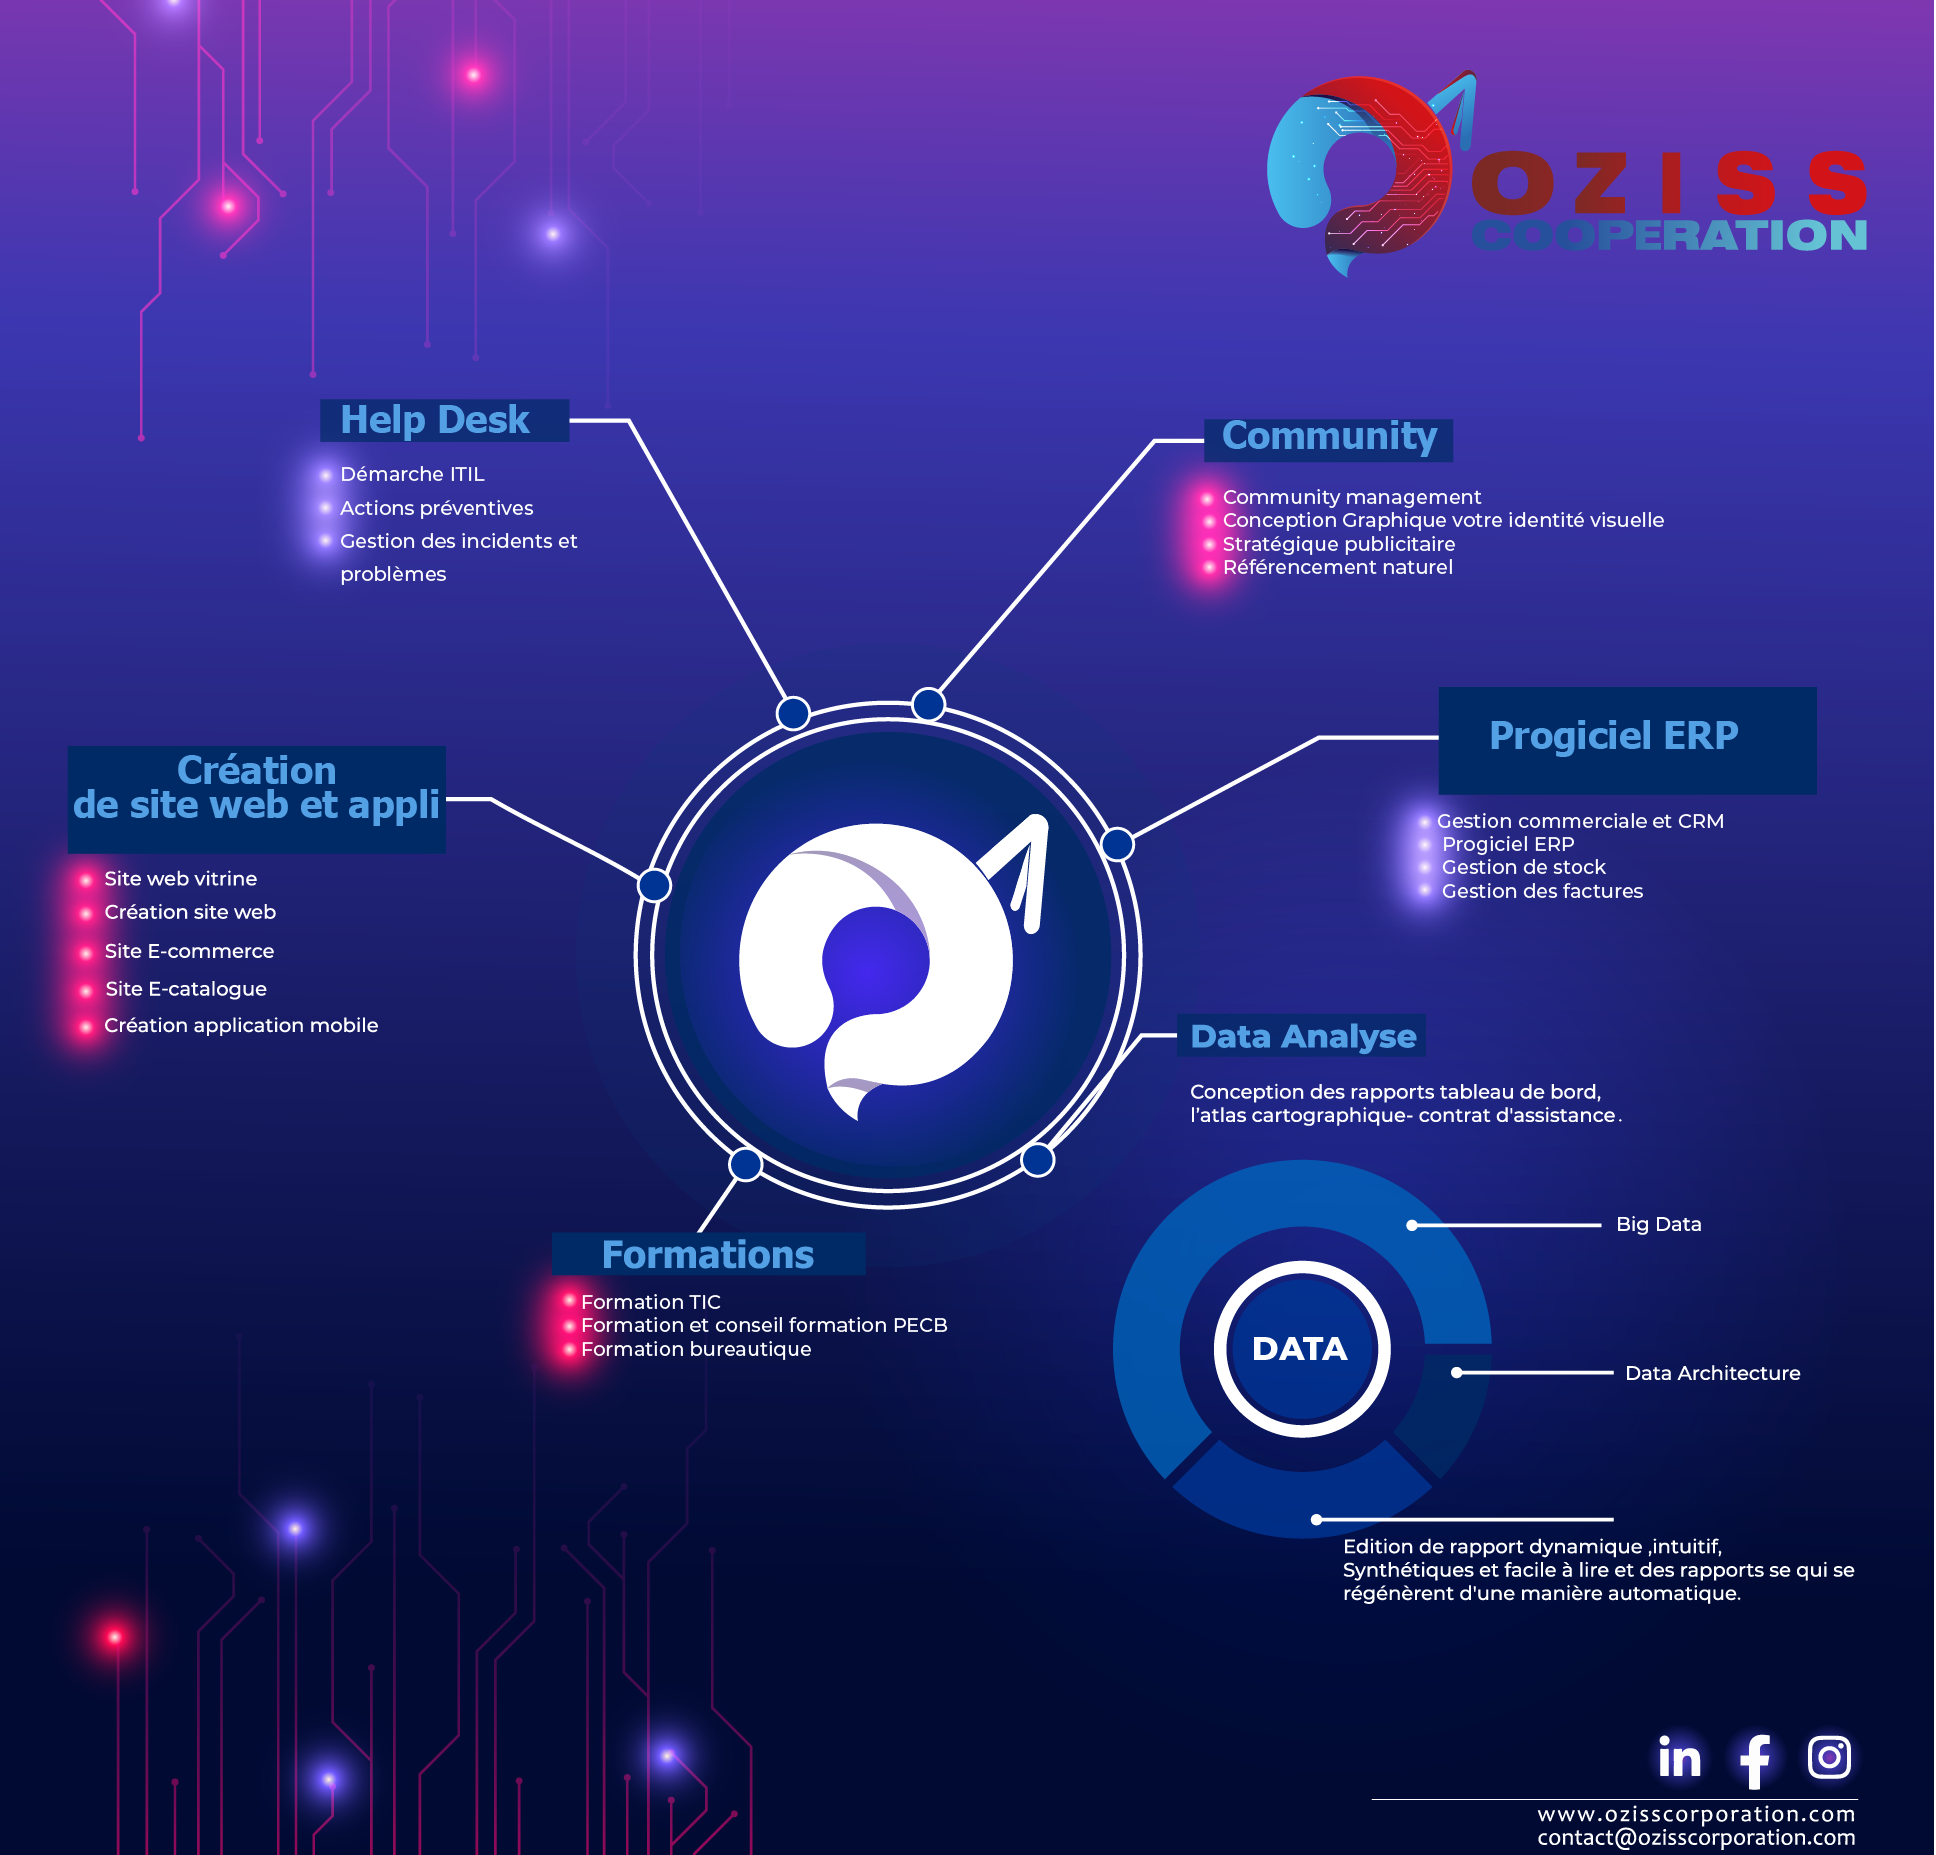 OZISS
COOPERATION
Help Desk
Démarche ITIL
Actions préventives
Gestion des incidents et
problèmes
Community
Community management
Conception Graphique votre identité visuelle
Stratégique publicitaire
Référencement naturel
Création
de site web et appli
Site web vitrine
Création site web
Site E-commerce
Site E-catalogue
Création application mobile
Progiciel ERP
Gestion commerciale et CRM
Progiciel ERP
Gestion de stock
Gestion des factures
Data Analyse
Conception des rapports tableau de bord,
l’atlas cartographique- contrat d'assistance.
Formations
Formation TIC
Formation et conseil formation PECB
Formation bureautique
Big Data
DATA
Data Architecture
Edition de rapport dynamique ,intuitif,
Synthétiques et facile à lire et des rapports se qui se
régénèrent d'une manière automatique.
in f
www.ozisscorporation.com
contact@ozisscorporation.com